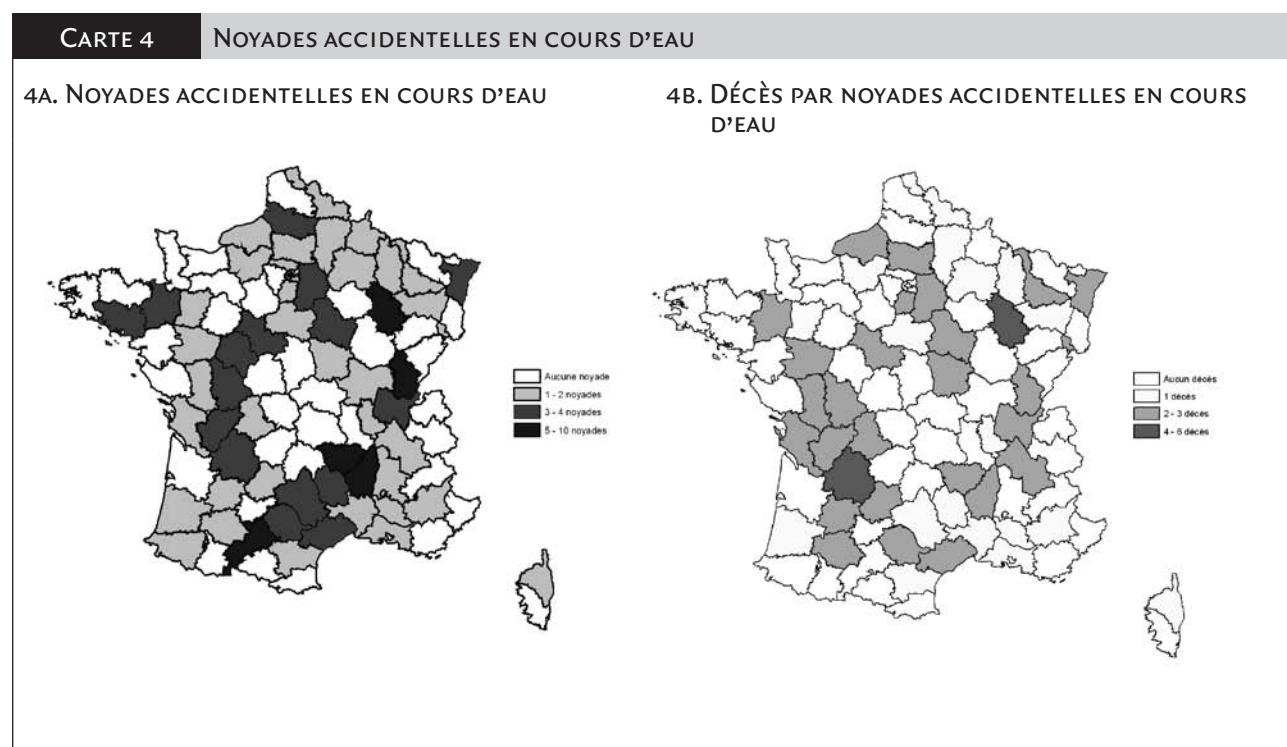 CARTE 4 NOYADES ACCIDENTELLES EN COURS D'EAU
4A. NOYADES ACCIDENTELLES EN COURS D'EAU
4B. DÉCÈS PAR NOYADES ACCIDENTELLES EN COURS
D'EAU
Aucune noyade
1 - 2 noyades
3 - 4 noyades
5 - 10 noyades
Aucun décès
1 décès
2 - 3 décès
4 - 6 décès